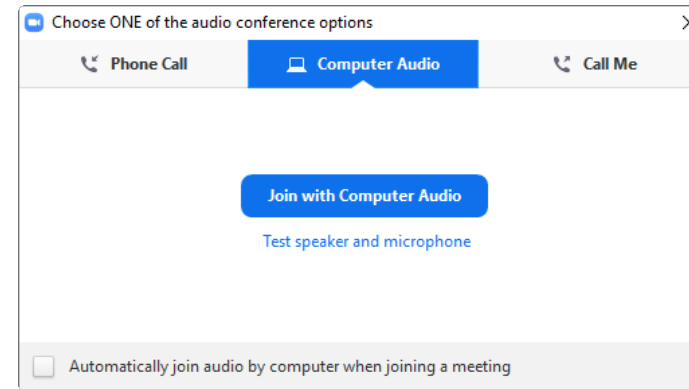 Choose ONE of the audio conference options
Phone Call
Computer Audio
Call Me
Join with Computer Audio
Test speaker and microphone
Automatically join audio by computer when joining a meeting